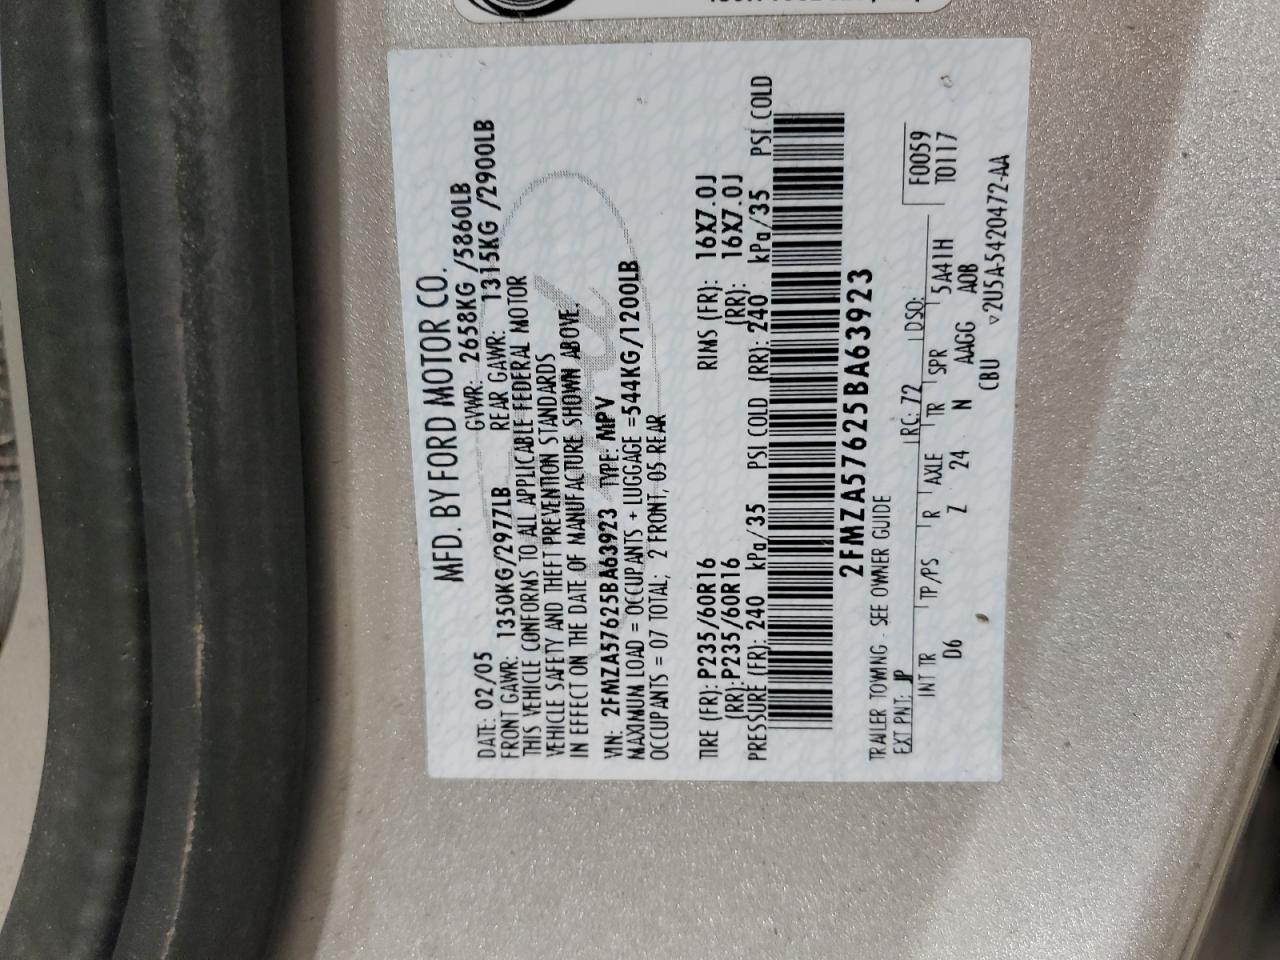 MFD. BY FORD MOTOR CO.
DATE: 02/05 GVWR: 2658KG /5860LB
FRONT GAWR: 1350KG/2977LB REAR GAWR: 1315KG /2900LB
THIS VEHICLE CONFORMS TO ALL APPLICABLE FEDERAL MOTOR
VEHICLE SAFETY AND THEFT PREVENTION STANDARDS
IN EFFECT ON THE DATE OF MANUFACTURE SHOWN ABOVE.
VIN: 2FMZA57625BA63923 TYPE: MPV
MAXIMUM LOAD = OCCUPANTS + LUGGAGE =544KG/1200LB
OCCUPANTS = 07 TOTAL; 2 FRONT, 05 REAR
TIRE (FR): P235/60R16 RIMS (FR): 16X7.0J
(RR): P235/60R16 (RR): 16X7.0J
PRESSURE (FR): 240 kPa/35 PSI COLD (RR): 240 kPa/35 PSI COLD
2FMZA57625BA63923
TRAILER TOWING - SEE OWNER GUIDE
F0059
EXT PNT: JP RC: 72 DSO: T0117
INT TR TP/PS R AXLE TR SPR 5A41H
D6 Z 24 N AAGG A0B
CBU ▽2U5A-5420472-AA